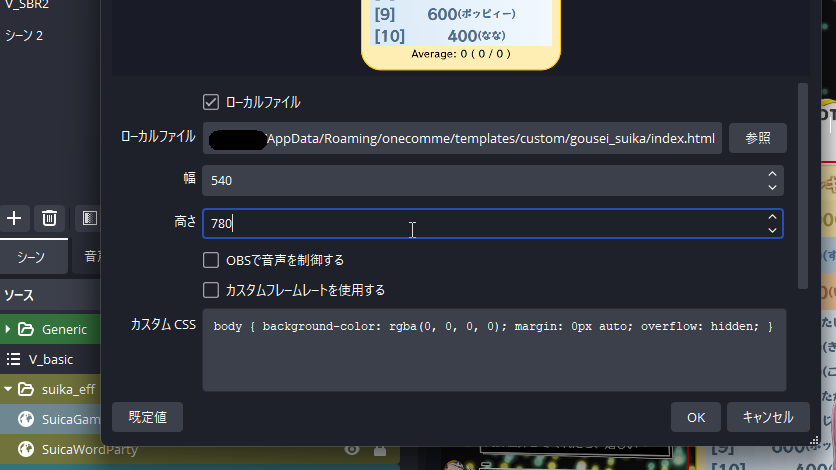 V_SBR2
シーン 2
[9] 600(ポッピィー)
[10] 400(なな)
Average: 0 ( 0 / 0 )
ローカルファイル
ローカルファイル
/AppData/Roaming/onecomme/templates/custom/gousei_suika/index.html
参照
幅
540
高さ
780
OBSで音声を制御する
カスタムフレームレートを使用する
カスタム CSS
body { background-color: rgba(0, 0, 0, 0); margin: 0px auto; overflow: hidden; }
既定値
OK
キャンセル
シーン
音声
ソース
Generic
V_basic
suika_eff
SuicaGam
SuicaWordParty
[9]
600